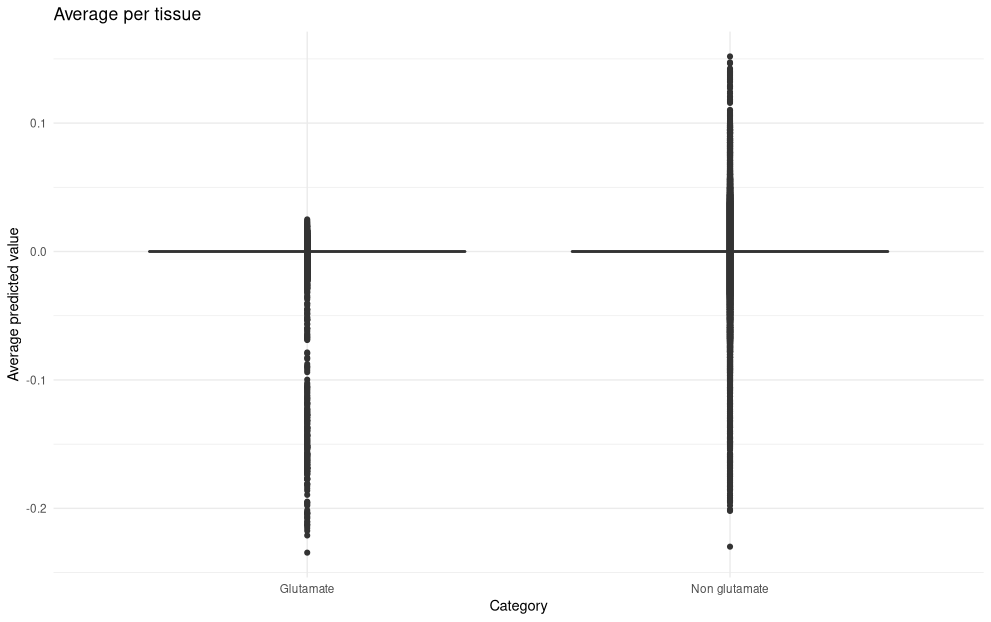 Average per tissue
Average predicted value
0.1
0.0
-0.1
-0.2
Glutamate
Non glutamate
Category